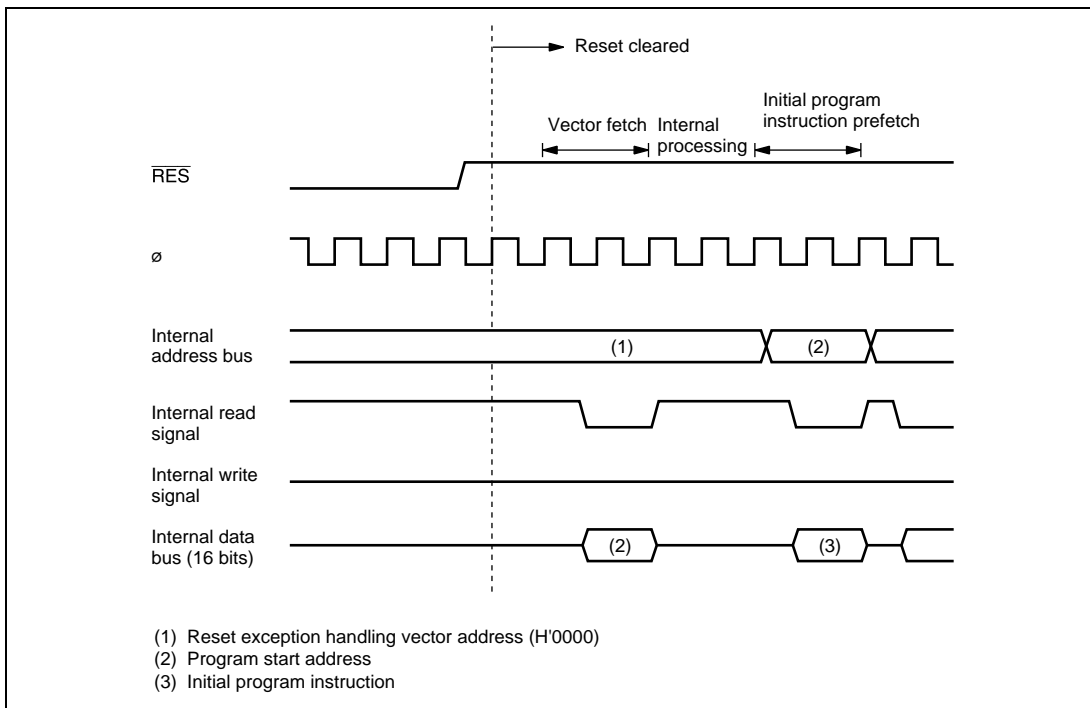 Reset cleared
Initial program
instruction prefetch
Vector fetch
Internal
processing
RES
ø
Internal
address bus
(1)
(2)
Internal read
signal
Internal write
signal
Internal data
bus (16 bits)
(2)
(3)
(1) Reset exception handling vector address (H'0000)
(2) Program start address
(3) Initial program instruction